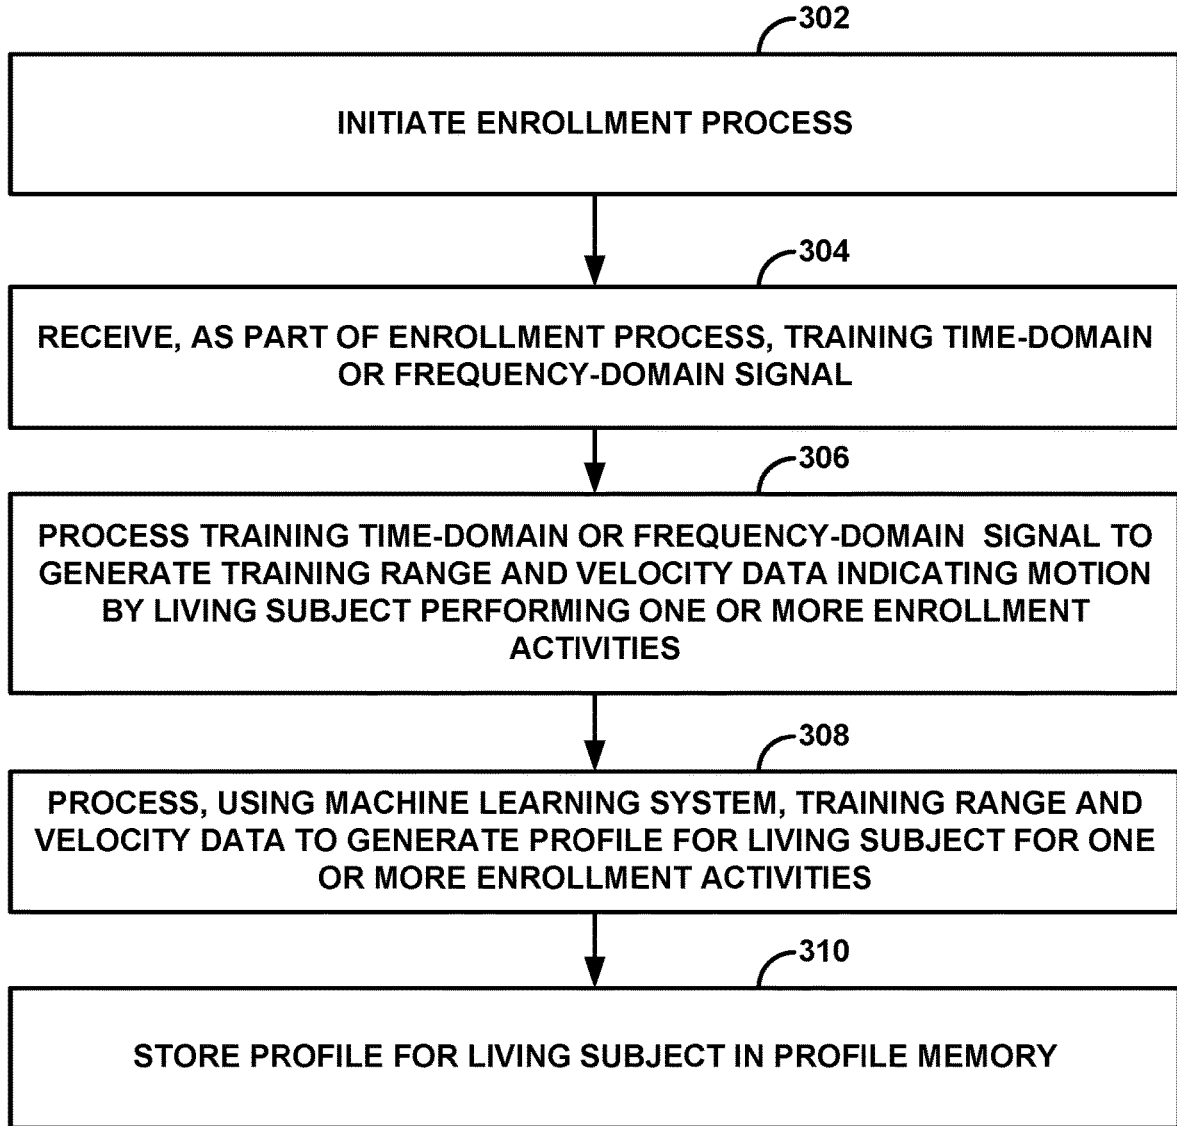 302
INITIATE ENROLLMENT PROCESS
304
RECEIVE, AS PART OF ENROLLMENT PROCESS, TRAINING TIME-DOMAIN
OR FREQUENCY-DOMAIN SIGNAL
306
PROCESS TRAINING TIME-DOMAIN OR FREQUENCY-DOMAIN SIGNAL TO
GENERATE TRAINING RANGE AND VELOCITY DATA INDICATING MOTION
BY LIVING SUBJECT PERFORMING ONE OR MORE ENROLLMENT
ACTIVITIES
308
PROCESS, USING MACHINE LEARNING SYSTEM, TRAINING RANGE AND
VELOCITY DATA TO GENERATE PROFILE FOR LIVING SUBJECT FOR ONE
OR MORE ENROLLMENT ACTIVITIES
310
STORE PROFILE FOR LIVING SUBJECT IN PROFILE MEMORY